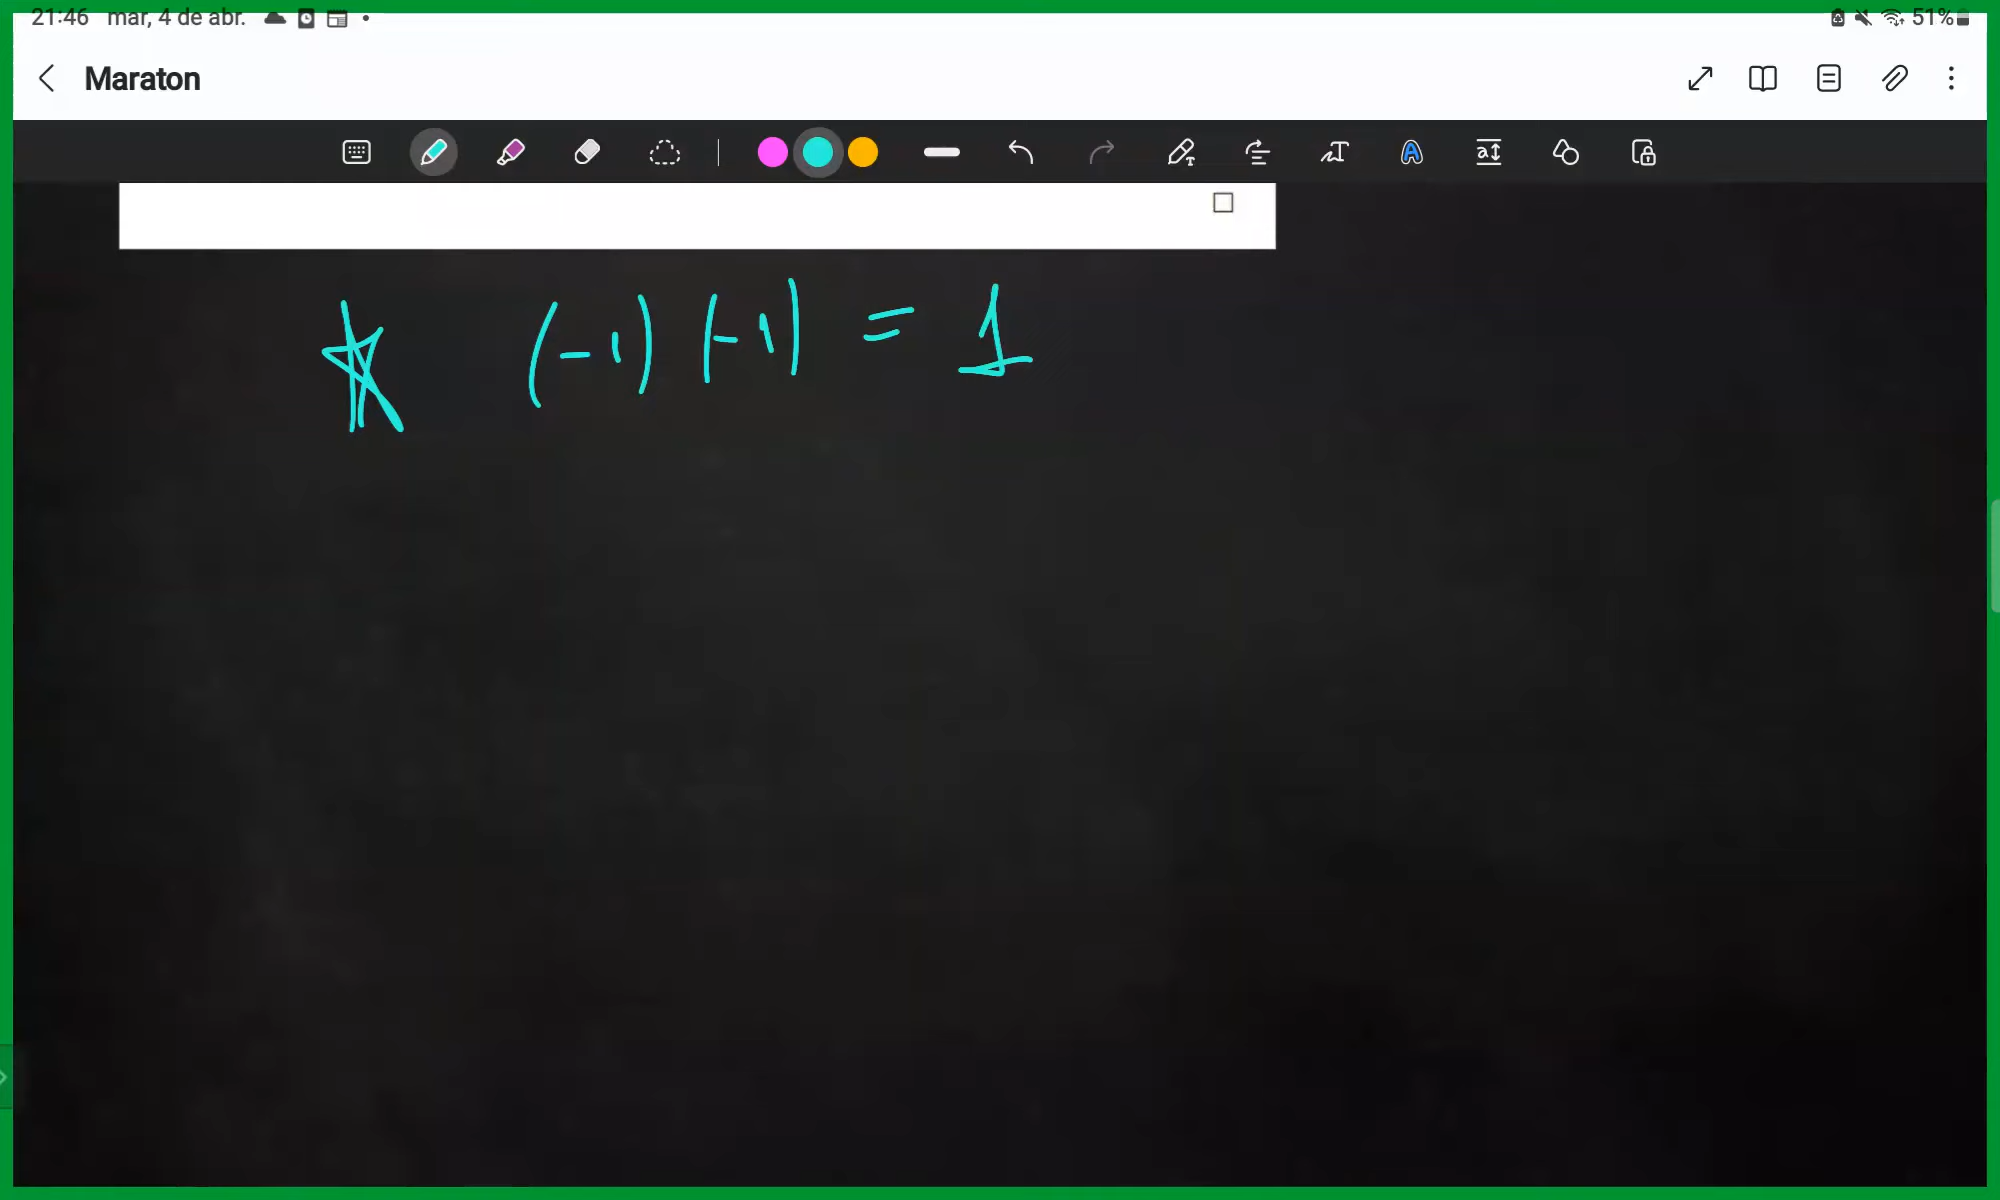 21:46 mar, 4 de abr. 51%
Maraton
(-1) (-1) = 1